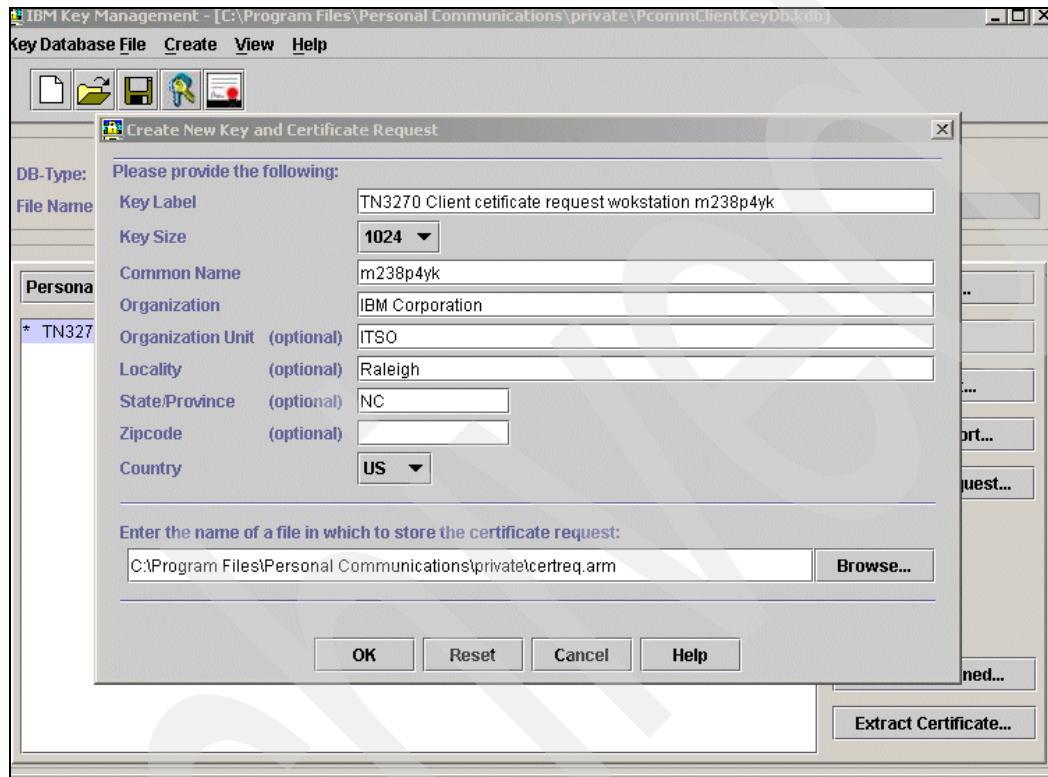 IBM Key Management - [C:\Program Files\Personal Communications\private\PcommClientKeyDb.kdb]
Key Database File Create View Help
Create New Key and Certificate Request
DB-Type:
Please provide the following:
File Name
Key Label TN3270 Client cetificate request wokstation m238p4yk
Key Size 1024
Common Name m238p4yk
Persona
Organization IBM Corporation
* TN327
Organization Unit (optional) ITSO
Locality (optional) Raleigh
State/Province (optional) NC
Zipcode (optional)
ort...
Country US
quest...
Enter the name of a file in which to store the certificate request:
C:\Program Files\Personal Communications\private\certreq.arm Browse...
OK Reset Cancel Help
ned...
Extract Certificate...